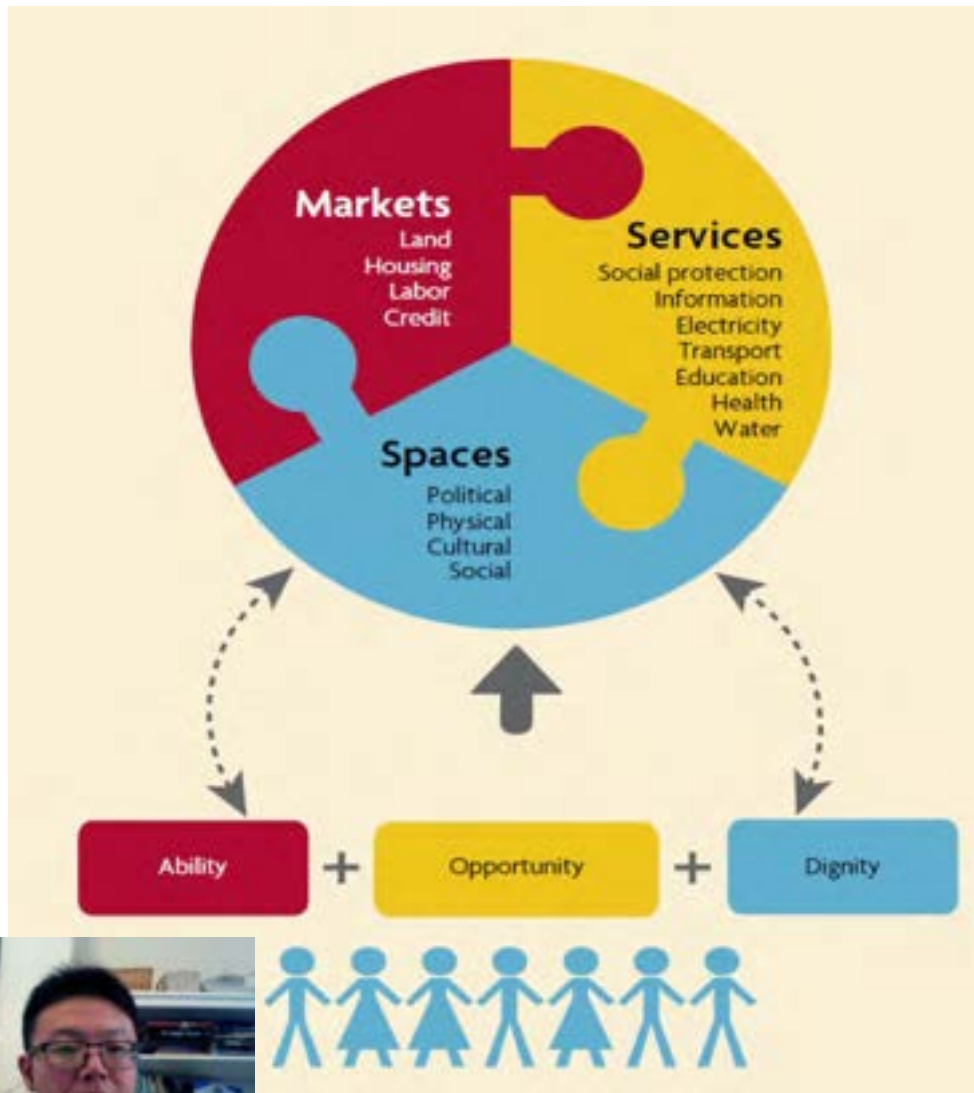 Markets
Land
Housing
Labor
Credit
Services
Social protection
Information
Electricity
Transport
Education
Health
Water
Spaces
Political
Physical
Cultural
Social
Ability + Opportunity + Dignity